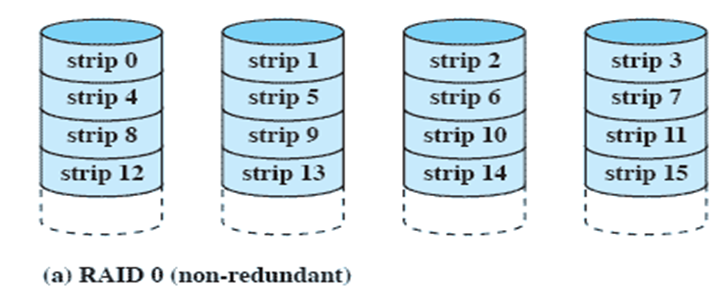 strip 0 strip 1 strip 2 strip 3
strip 4 strip 5 strip 6 strip 7
strip 8 strip 9 strip 10 strip 11
strip 12 strip 13 strip 14 strip 15
(a) RAID 0 (non-redundant)